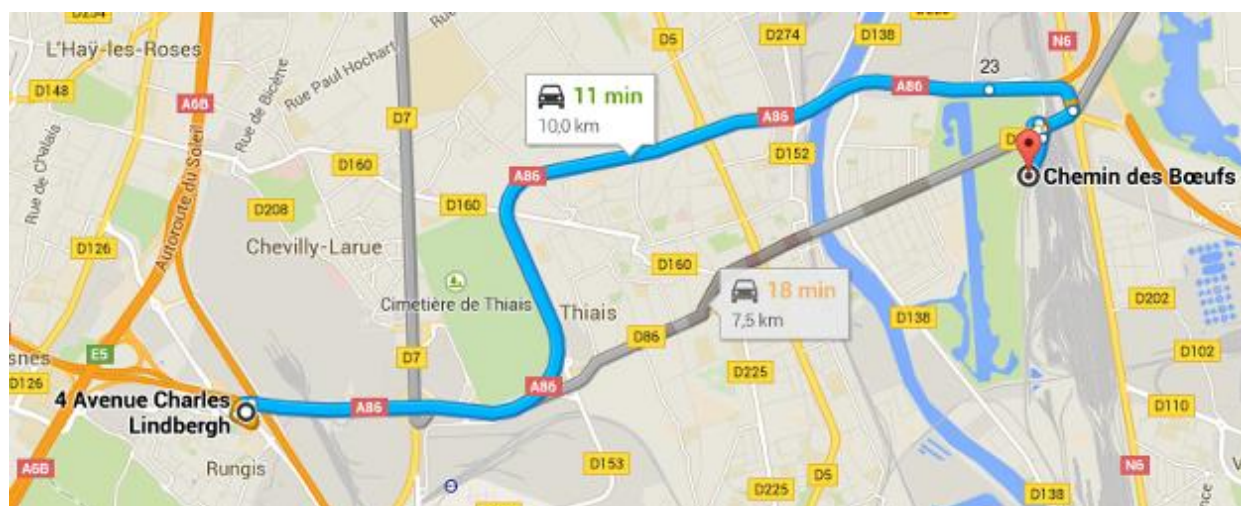 D234
L'Haÿ-les-Roses
D148
Rue de Chalais
A6B
Rue de Bicêtre
Rue Paul Hochart
D7
D5
D274
D138
N6
23
A86
11 min
10,0 km
A86
D152
A86
D160
D160
D208
Chevilly-Larue
Autoroute du Soleil
D126
Chemin des Bœufs
D160
Cimetière de Thiais
Thiais
18 min
7,5 km
D86
D138
D202
D102
E5
D7
D126
A86
A86
4 Avenue Charles
Lindbergh
D225
D110
A6B
Rungis
D153
D5
D225
N6
D138